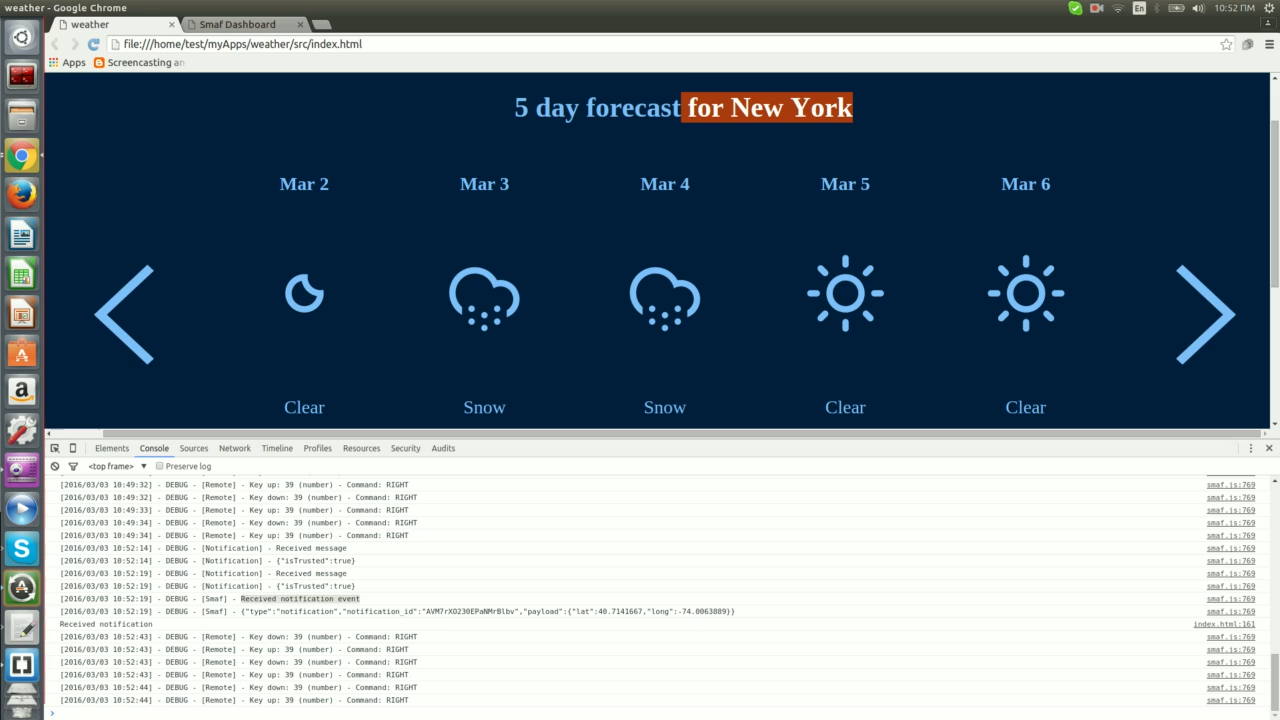 weather - Google Chrome
En
10:52 ПМ
weather
Smaf Dashboard
file:///home/test/myApps/weather/src/index.html
Apps
Screencasting an
5 day forecast for New York
Mar 2 Mar 3 Mar 4 Mar 5 Mar 6
Clear Snow Snow Clear Clear
Elements Console Sources Network Timeline Profiles Resources Security Audits
<top frame> ▼ Preserve log
[2016/03/03 10:49:32] - DEBUG - [Remote] - Key up: 39 (number) - Command: RIGHT smaf.js:769
[2016/03/03 10:49:32] - DEBUG - [Remote] - Key down: 39 (number) - Command: RIGHT smaf.js:769
[2016/03/03 10:49:33] - DEBUG - [Remote] - Key up: 39 (number) - Command: RIGHT smaf.js:769
[2016/03/03 10:49:34] - DEBUG - [Remote] - Key down: 39 (number) - Command: RIGHT smaf.js:769
[2016/03/03 10:49:34] - DEBUG - [Remote] - Key up: 39 (number) - Command: RIGHT smaf.js:769
[2016/03/03 10:52:14] - DEBUG - [Notification] - Received message smaf.js:769
[2016/03/03 10:52:14] - DEBUG - [Notification] - {"isTrusted":true} smaf.js:769
[2016/03/03 10:52:19] - DEBUG - [Notification] - Received message smaf.js:769
[2016/03/03 10:52:19] - DEBUG - [Notification] - {"isTrusted":true} smaf.js:769
[2016/03/03 10:52:19] - DEBUG - [Smaf] - Received notification event smaf.js:769
[2016/03/03 10:52:19] - DEBUG - [Smaf] - {"type":"notification","notification_id":"AVM7rXO230EPaNMrBlbv","payload":{"lat":40.7141667,"long":-74.0063889}} smaf.js:769
Received notification index.html:161
[2016/03/03 10:52:43] - DEBUG - [Remote] - Key down: 39 (number) - Command: RIGHT smaf.js:769
[2016/03/03 10:52:43] - DEBUG - [Remote] - Key up: 39 (number) - Command: RIGHT smaf.js:769
[2016/03/03 10:52:43] - DEBUG - [Remote] - Key down: 39 (number) - Command: RIGHT smaf.js:769
[2016/03/03 10:52:43] - DEBUG - [Remote] - Key up: 39 (number) - Command: RIGHT smaf.js:769
[2016/03/03 10:52:44] - DEBUG - [Remote] - Key down: 39 (number) - Command: RIGHT smaf.js:769
[2016/03/03 10:52:44] - DEBUG - [Remote] - Key up: 39 (number) - Command: RIGHT smaf.js:769